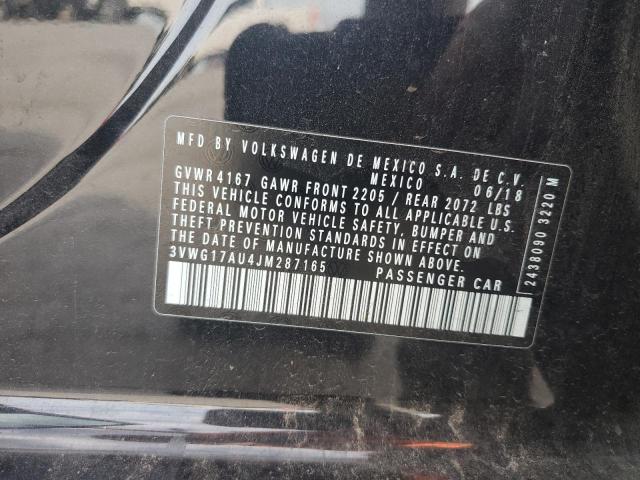 MFD BY VOLKSWAGEN DE MEXICO S.A. DE C.V.
MEXICO 06/18
GVWR 4167 GAWR FRONT 2205 / REAR 2072 LBS
THIS VEHICLE CONFORMS TO ALL APPLICABLE U.S.
FEDERAL MOTOR VEHICLE SAFETY, BUMPER AND
THEFT PREVENTION STANDARDS IN EFFECT ON
THE DATE OF MANUFACTURE SHOWN ABOVE.
3VWG17AU4JM287165 PASSENGER CAR
2438090 3220 M